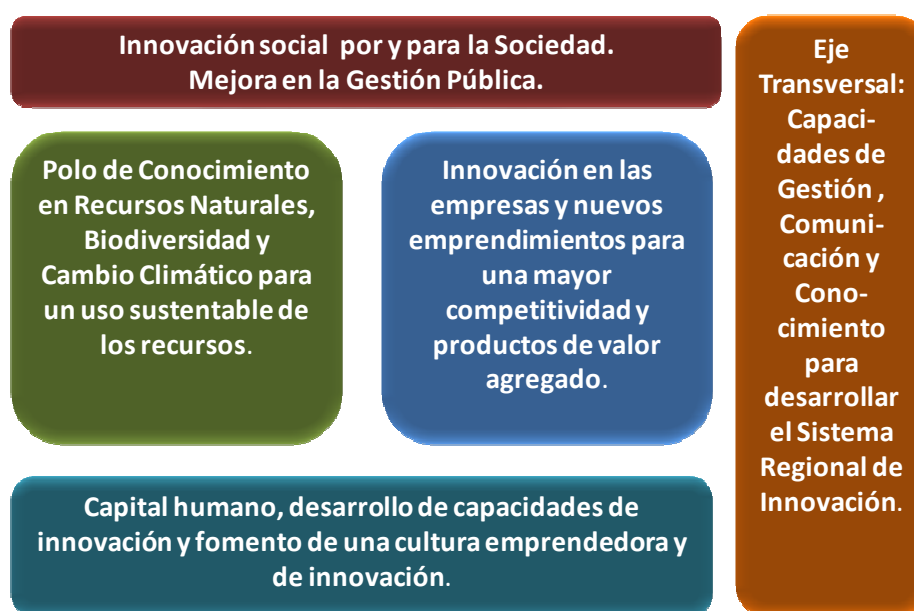 Innovación social por y para la Sociedad.
Mejora en la Gestión Pública.
Polo de Conocimiento
en Recursos Naturales,
Biodiversidad y
Cambio Climático para
un uso sustentable de
los recursos.
Innovación en las
empresas y nuevos
emprendimientos para
una mayor
competitividad y
productos de valor
agregado.
Capital humano, desarrollo de capacidades de
innovación y fomento de una cultura emprendedora y
de innovación.
Eje
Transversal:
Capaci-
dades de
Gestión ,
Comuni-
cación y
Cono-
cimiento
para
desarrollar
el Sistema
Regional de
Innovación.